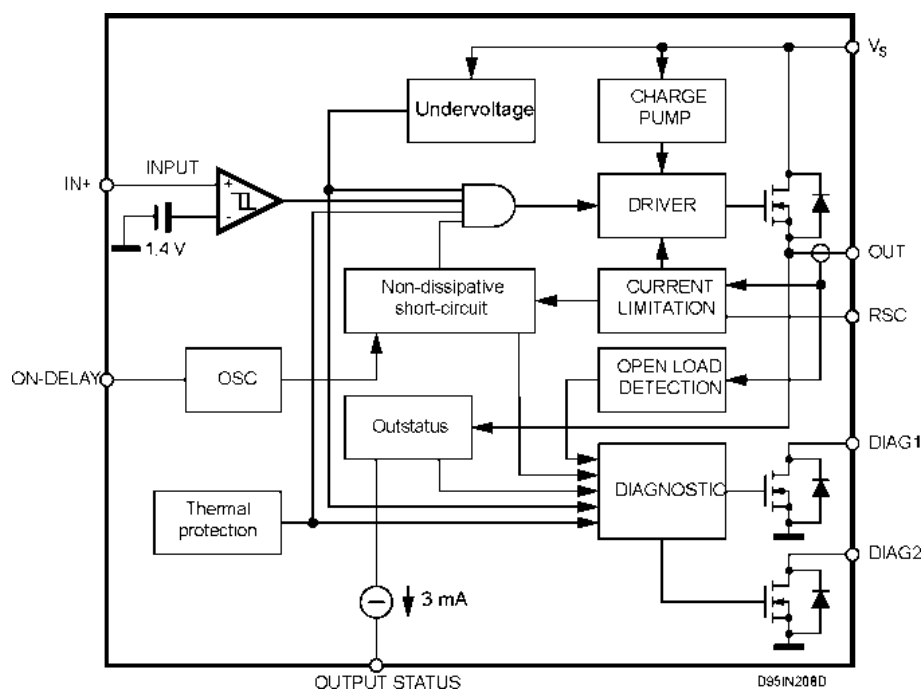 VS
Undervoltage
CHARGE
PUMP
INPUT
IN+
+
-
1.4 V
DRIVER
OUT
Non-dissipative
short-circuit
CURRENT
LIMITATION
RSC
ON-DELAY
OSC
OPEN LOAD
DETECTION
Outstatus
DIAG1
DIAGNOSTIC
Thermal
protection
DIAG2
3 mA
OUTPUT STATUS
D95IN208D